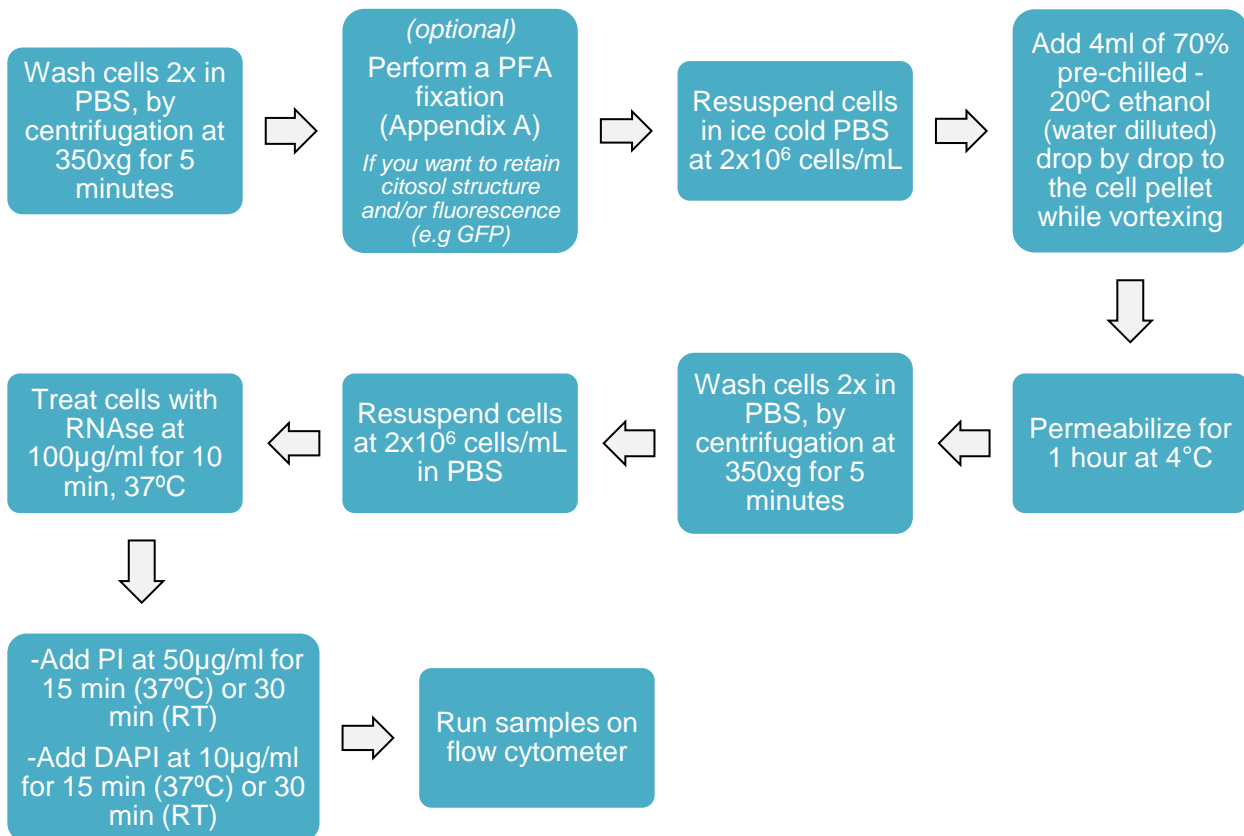 Wash cells 2x in
PBS, by
centrifugation at
350xg for 5
minutes
(optional)
Perform a PFA
fixation
(Appendix A)
If you want to retain
citosol structure
and/or fluorescence
(e.g GFP)
Resuspend cells
in ice cold PBS
at 2x10⁶ cells/mL
Add 4ml of 70%
pre-chilled -
20ºC ethanol
(water diluted)
drop by drop to
the cell pellet
while vortexing
Permeabilize for
1 hour at 4°C
Wash cells 2x in
PBS, by
centrifugation at
350xg for 5
minutes
Resuspend cells
at 2x10⁶ cells/mL
in PBS
Treat cells with
RNAse at
100µg/ml for 10
min, 37ºC
-Add PI at 50µg/ml for
15 min (37ºC) or 30
min (RT)
-Add DAPI at 10µg/ml
for 15 min (37ºC) or 30
min (RT)
Run samples on
flow cytometer